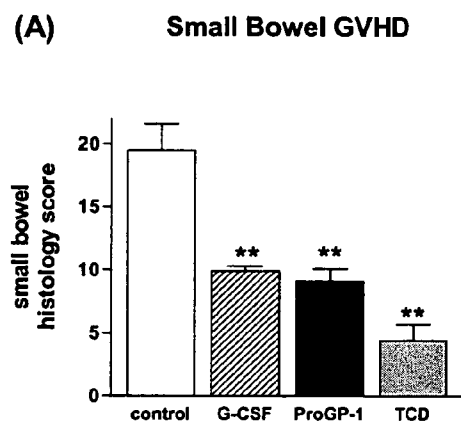 (A) Small Bowel GVHD
small bowel
histology score
20
15
10
5
0
**
**
**
control G-CSF ProGP-1 TCD